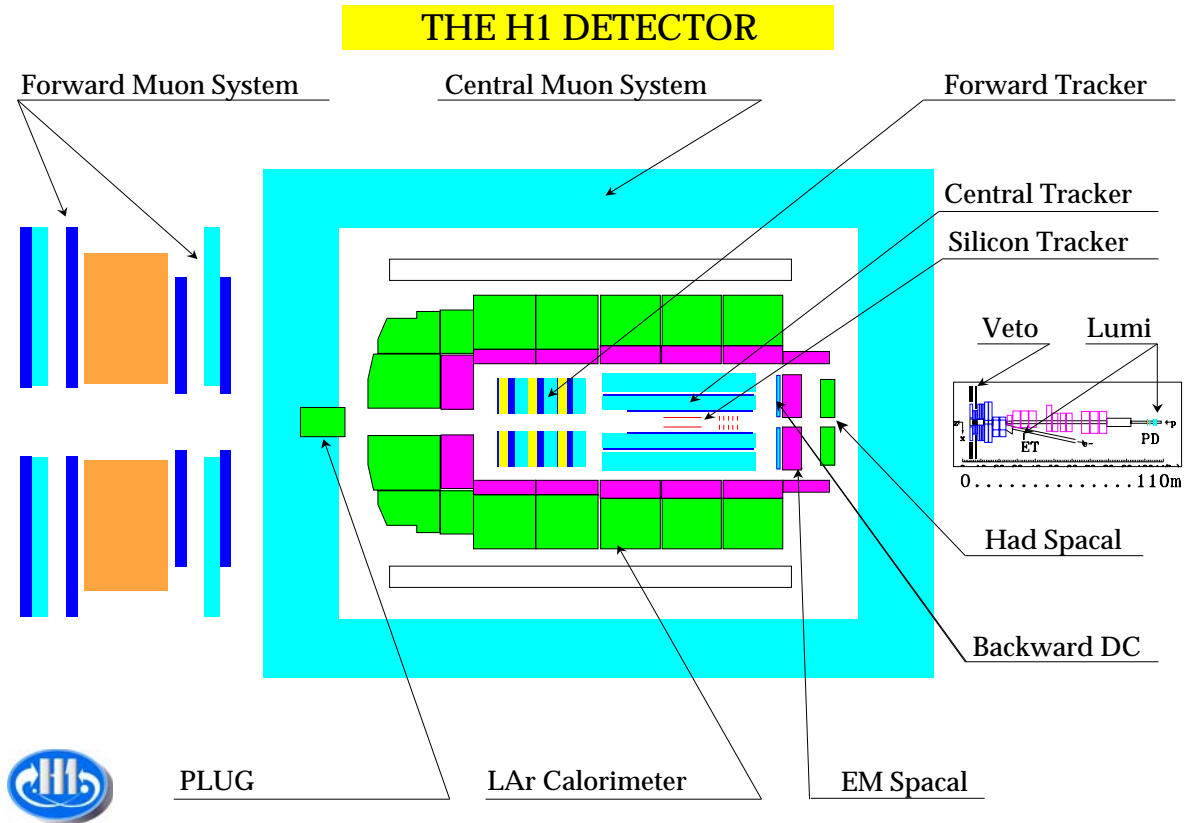 THE H1 DETECTOR
Forward Muon System
Central Muon System
Forward Tracker
Central Tracker
Silicon Tracker
Veto
Lumi
ET
e-
PD
p
x
0..............110m
Had Spacal
Backward DC
H1
PLUG
LAr Calorimeter
EM Spacal